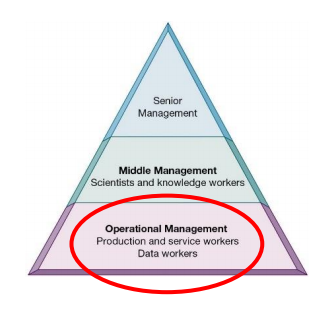 Senior
Management
Middle Management
Scientists and knowledge workers
Operational Management
Production and service workers
Data workers